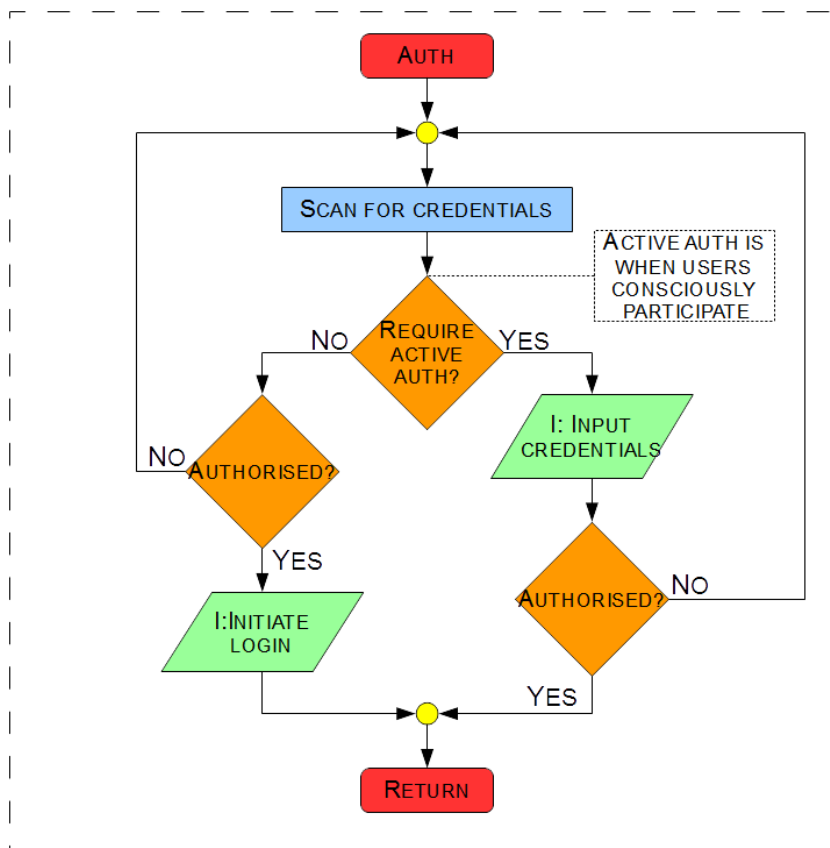 AUTH
SCAN FOR CREDENTIALS
ACTIVE AUTH IS
WHEN USERS
CONSCIOUSLY
PARTICIPATE
REQUIRE
ACTIVE
AUTH?
NO
YES
I: INPUT
CREDENTIALS
NO
AUTHORISED?
YES
I:INITIATE
LOGIN
AUTHORISED?
NO
YES
RETURN